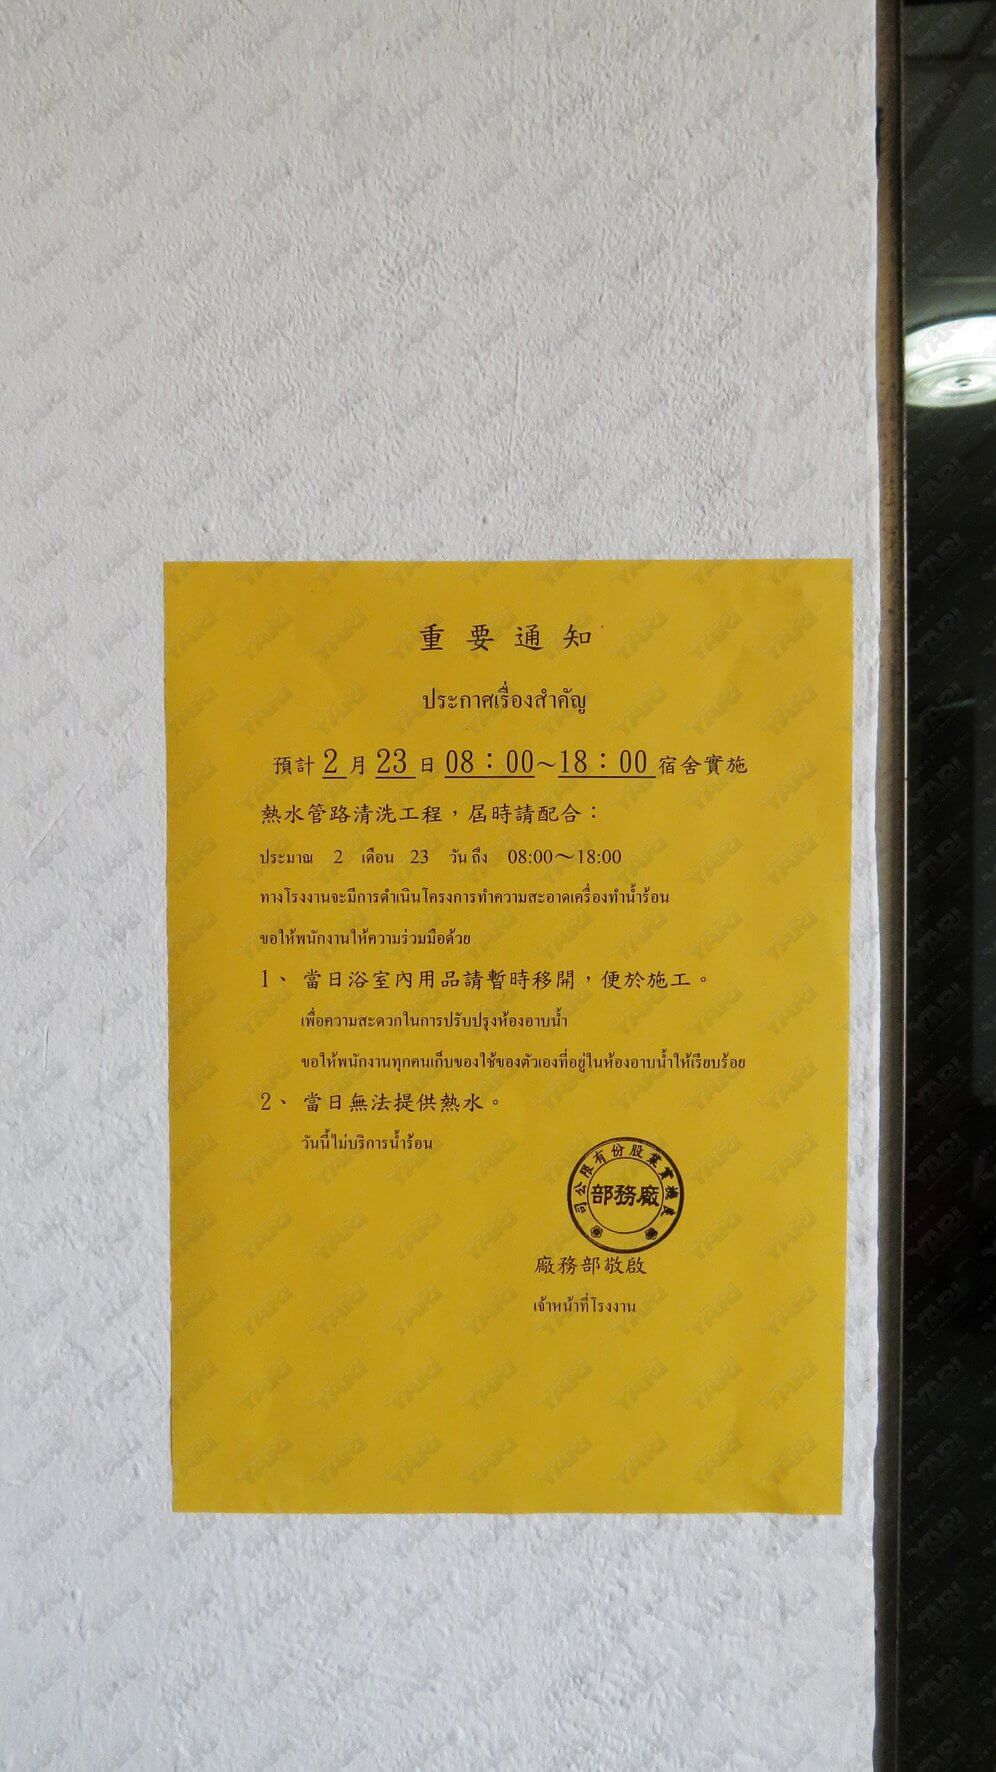 重要通知
ประกาศเรื่องสำคัญ
預計 2 月 23 日 08：00～18：00 宿舍實施
熱水管路清洗工程，屆時請配合：
ประมาณ 2 เดือน 23 วัน ถึง 08:00～18:00
ทางโรงงานจะมีการดำเนินโครงการทำความสะอาดเครื่องทำน้ำร้อน
ขอให้พนักงานให้ความร่วมมือด้วย
1、 當日浴室內用品請暫時移開，便於施工。
เพื่อความสะดวกในการปรับปรุงห้องอาบน้ำ
ขอให้พนักงานทุกคนเก็บของใช้ของตัวเองที่อยู่ในห้องอาบน้ำให้เรียบร้อย
2、 當日無法提供熱水。
วันนี้ไม่บริการน้ำร้อน
實業股份有限公司
廠務部
廠務部敬啟
เจ้าหน้าที่โรงงาน
YARI